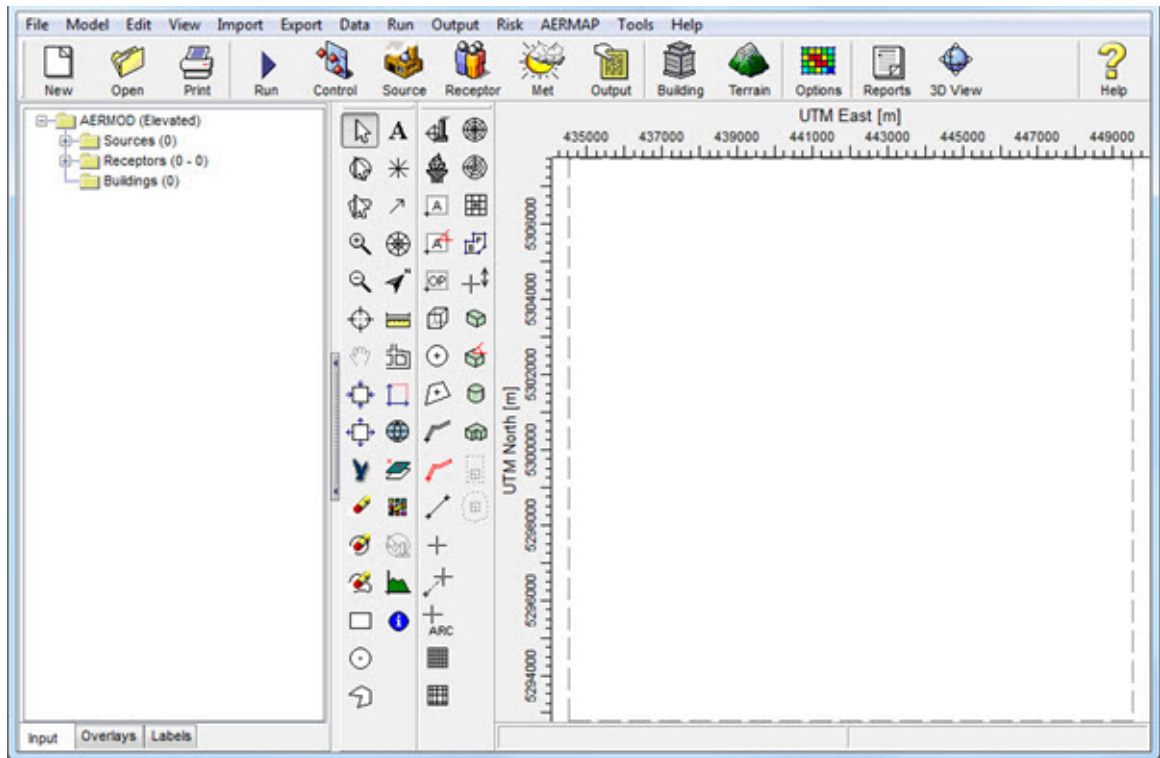 File Model Edit View Import Export Data Run Output Risk AERMAP Tools Help
New Open Print Run Control Source Receptor Met Output Building Terrain Options Reports 3D View Help
AERMOD (Elevated)
Sources (0)
Receptors (0 - 0)
Buildings (0)
A
A
A
OP
P
B
N
ARC
UTM East [m]
435000 437000 439000 441000 443000 445000 447000 449000
UTM North [m]
5306000
5304000
5302000
5300000
5298000
5296000
5294000
Input Overlays Labels